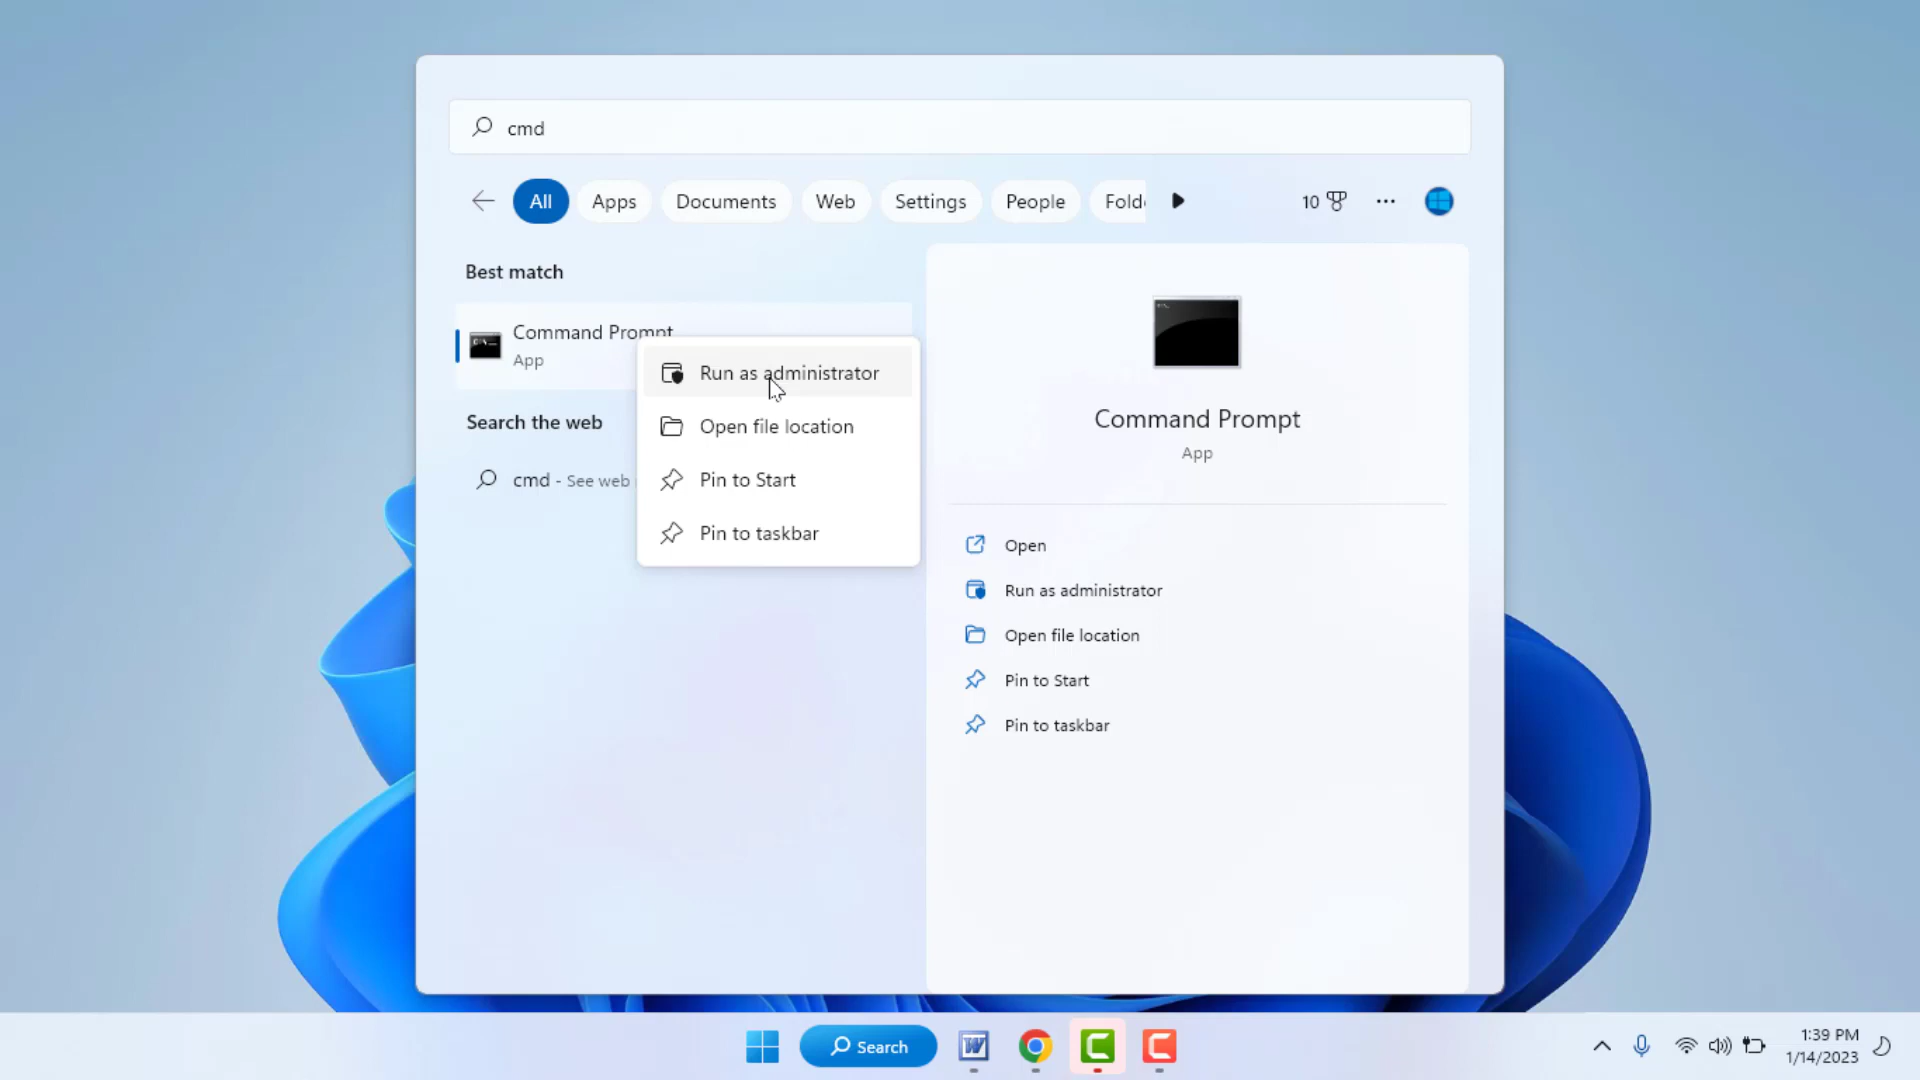 cmd
All
Apps
Documents
Web
Settings
People
Fold
10
Best match
Command Prompt
App
Run as administrator
Open file location
Pin to Start
Pin to taskbar
Search the web
cmd - See web
Command Prompt
App
Open
Run as administrator
Open file location
Pin to Start
Pin to taskbar
Search
1:39 PM
1/14/2023